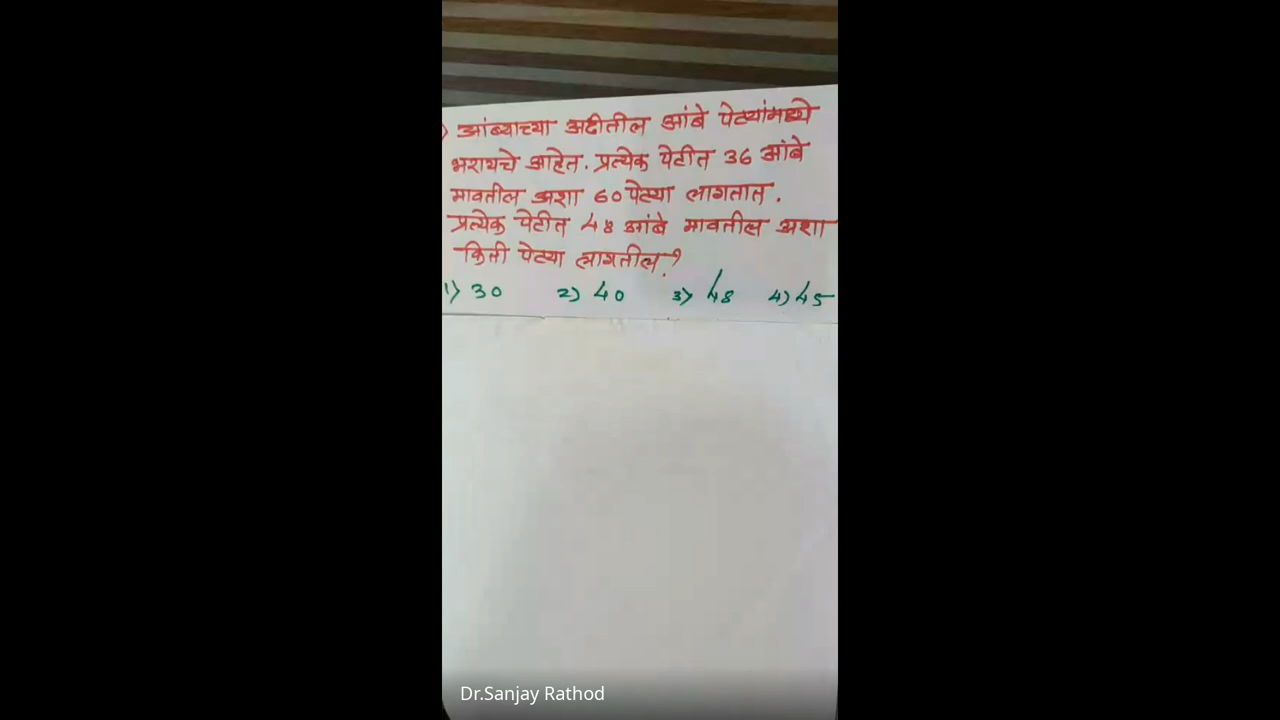 ) आंब्याच्या अढीतील आंबे पेट्यांमध्ये
भरायचे आहेत. प्रत्येक पेटीत 36 आंबे
मावतील अशा 60 पेट्या लागतात.
प्रत्येक पेटीत 48 आंबे मावतील अशा
किती पेट्या लागतील?
1) 30 2) 40 3) 48 4) 45
Dr.Sanjay Rathod